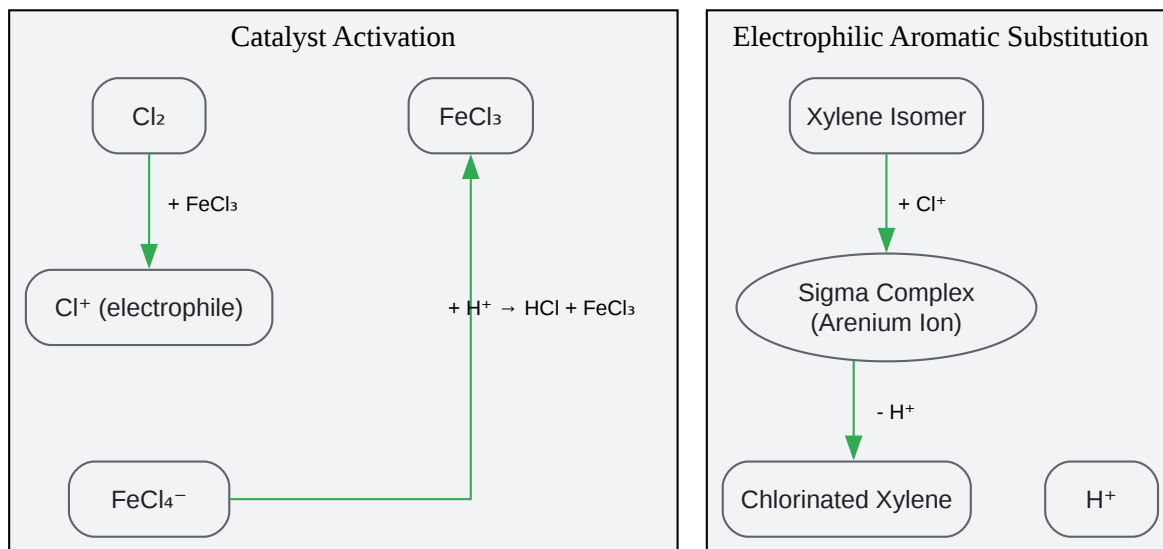 Catalyst Activation
Cl₂
FeCl₃
+ FeCl₃
Cl⁺ (electrophile)
+ H⁺ → HCl + FeCl₃
FeCl₄⁻
Electrophilic Aromatic Substitution
Xylene Isomer
+ Cl⁺
Sigma Complex
(Arenium Ion)
- H⁺
Chlorinated Xylene
H⁺